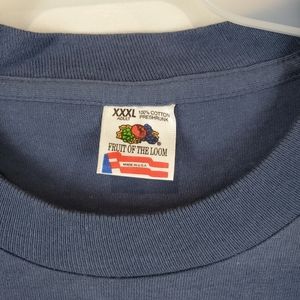 XXXL 100% COTTON
ADULT PRESHRUNK
FRUIT OF THE LOOM
MADE IN U.S.A.